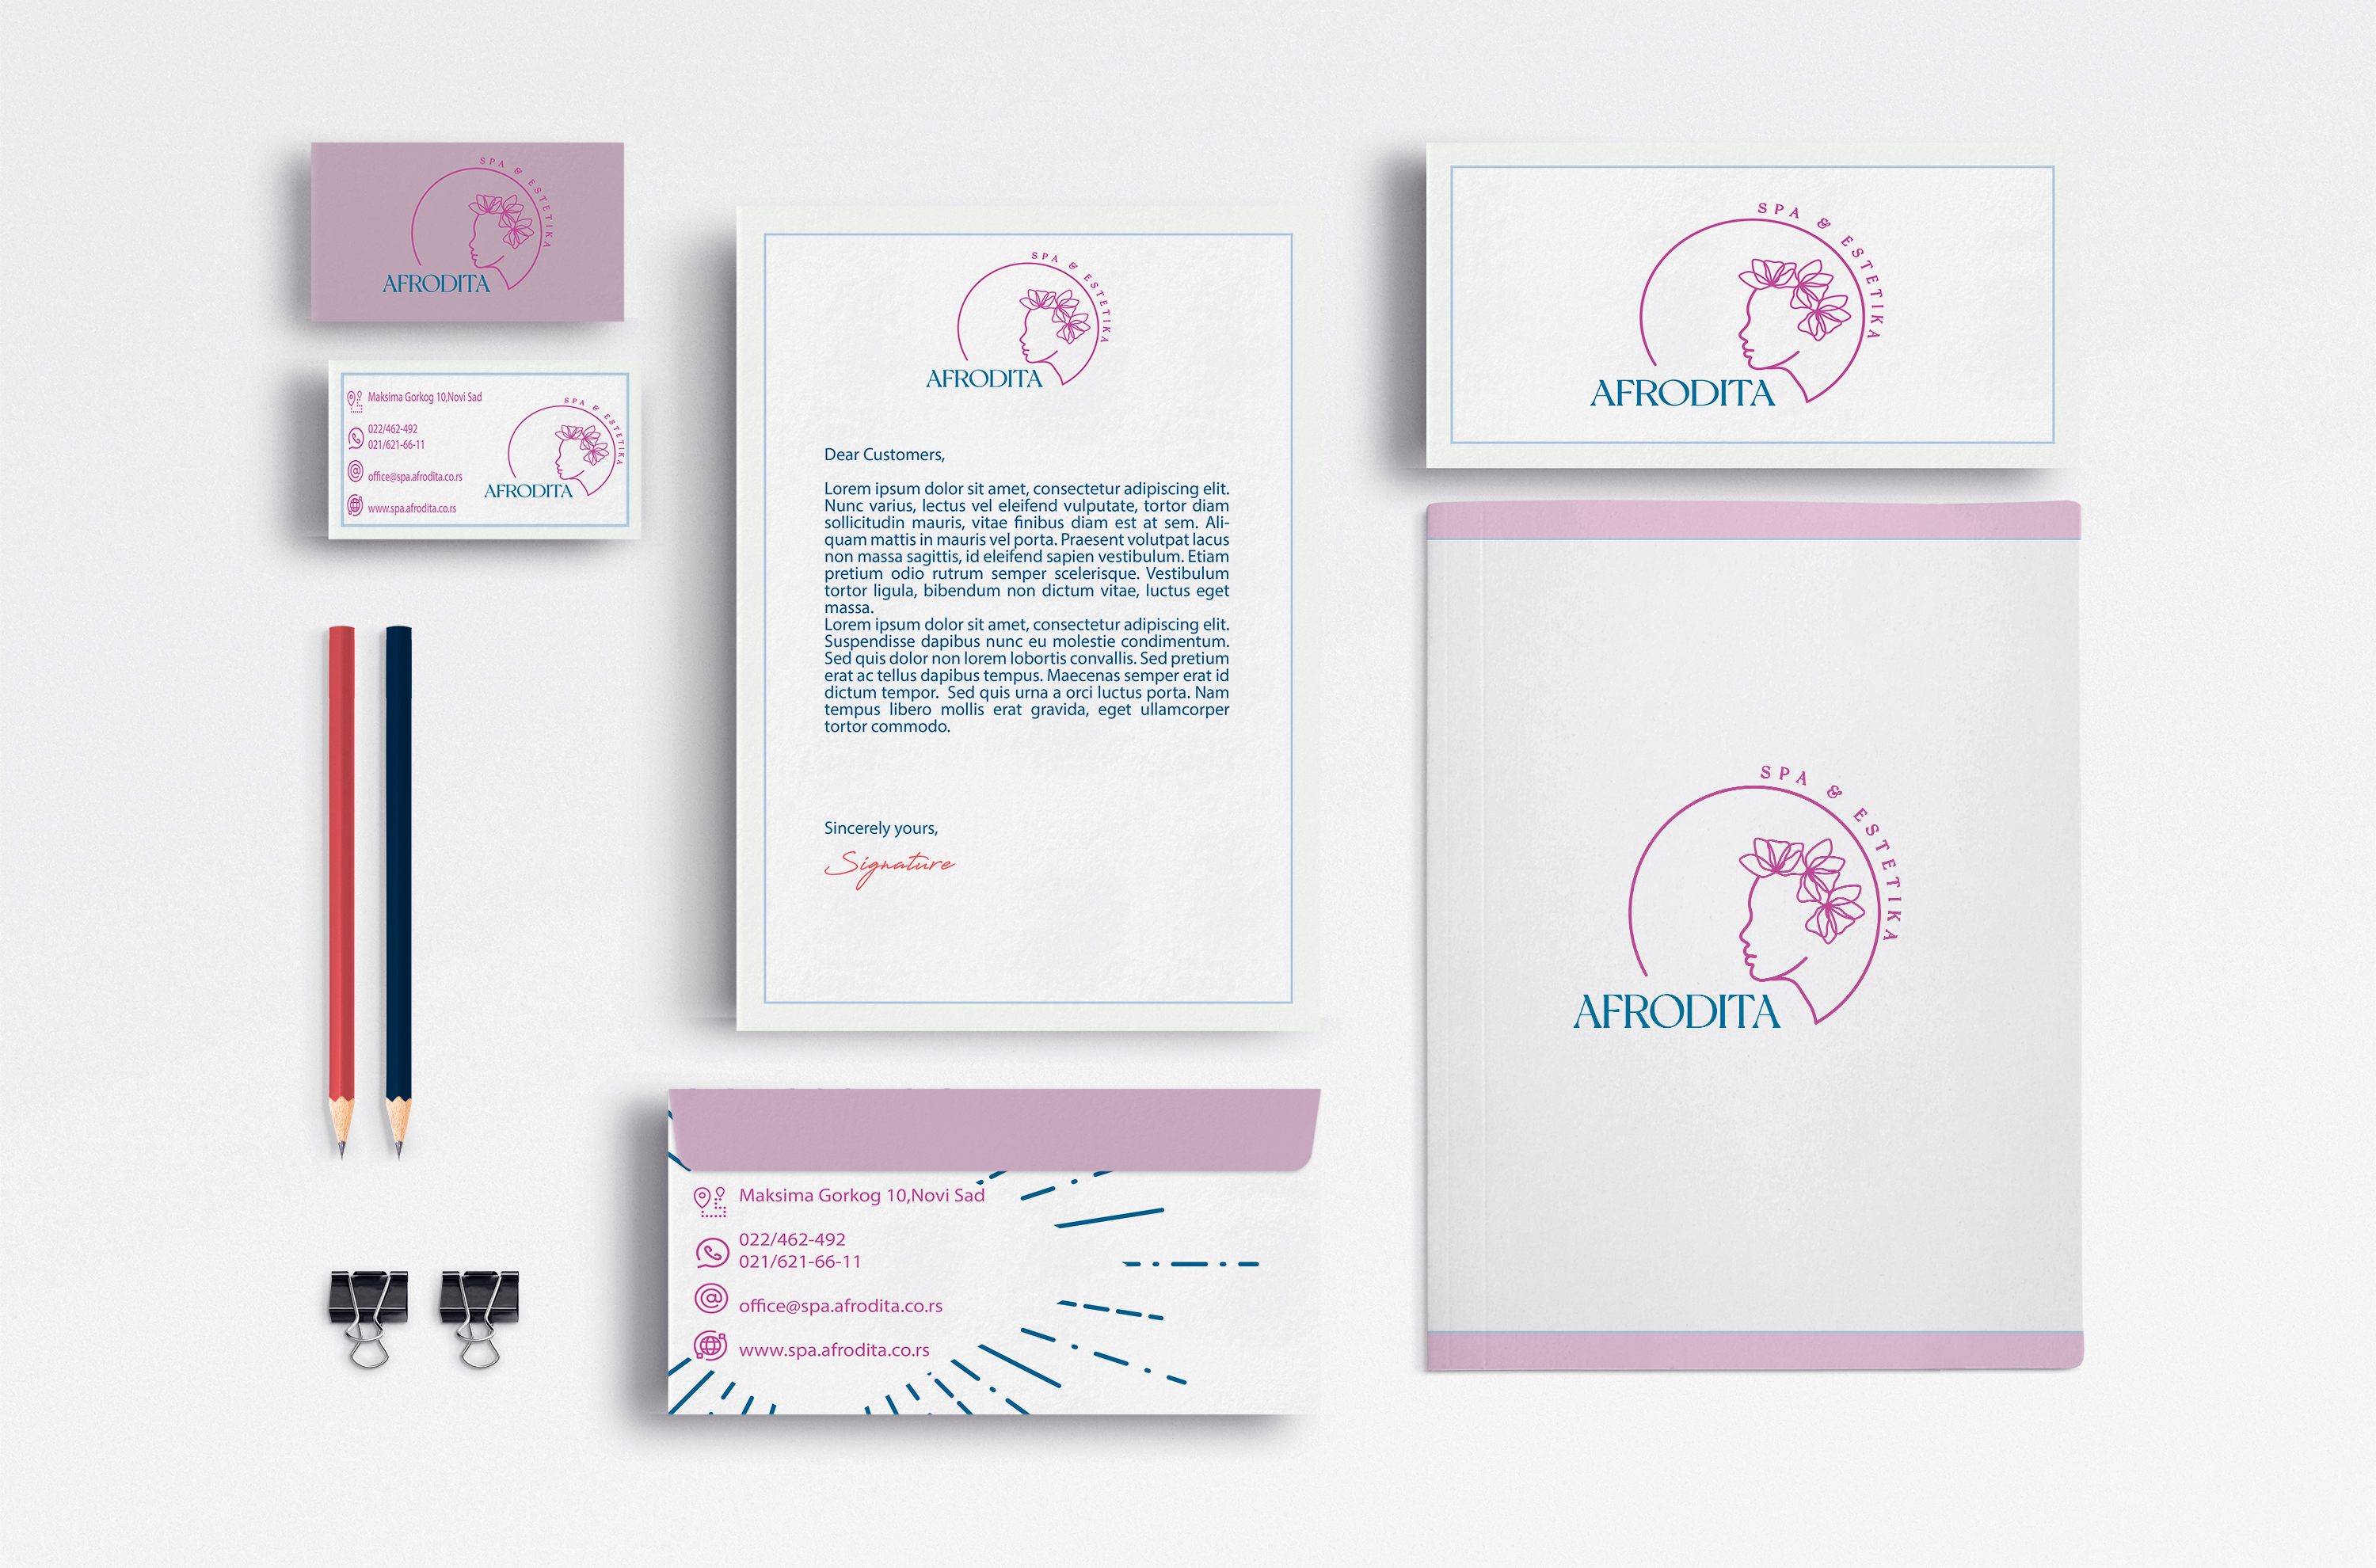 SPA & ESTETIKA
AFRODITA
Maksima Gorkog 10,Novi Sad
022/462-492
021/621-66-11
office@spa.afrodita.co.rs
www.spa.afrodita.co.rs
SPA & ESTETIKA
AFRODITA
SPA & ESTETIKA
AFRODITA
Dear Customers,
Lorem ipsum dolor sit amet, consectetur adipiscing elit.
Nunc varius, lectus vel eleifend vulputate, tortor diam
sollicitudin mauris, vitae finibus diam est at sem. Ali-
quam mattis in mauris vel porta. Praesent volutpat lacus
non massa sagittis, id eleifend sapien vestibulum. Etiam
pretium odio rutrum semper scelerisque. Vestibulum
tortor ligula, bibendum non dictum vitae, luctus eget
massa.
Lorem ipsum dolor sit amet, consectetur adipiscing elit.
Suspendisse dapibus nunc eu molestie condimentum.
Sed quis dolor non lorem lobortis convallis. Sed pretium
erat ac tellus dapibus tempus. Maecenas semper erat id
dictum tempor. Sed quis urna a orci luctus porta. Nam
tempus libero mollis erat gravida, eget ullamcorper
tortor commodo.
Sincerely yours,
Signature
Maksima Gorkog 10,Novi Sad
022/462-492
021/621-66-11
office@spa.afrodita.co.rs
www.spa.afrodita.co.rs
SPA & ESTETIKA
AFRODITA
SPA & ESTETIKA
AFRODITA